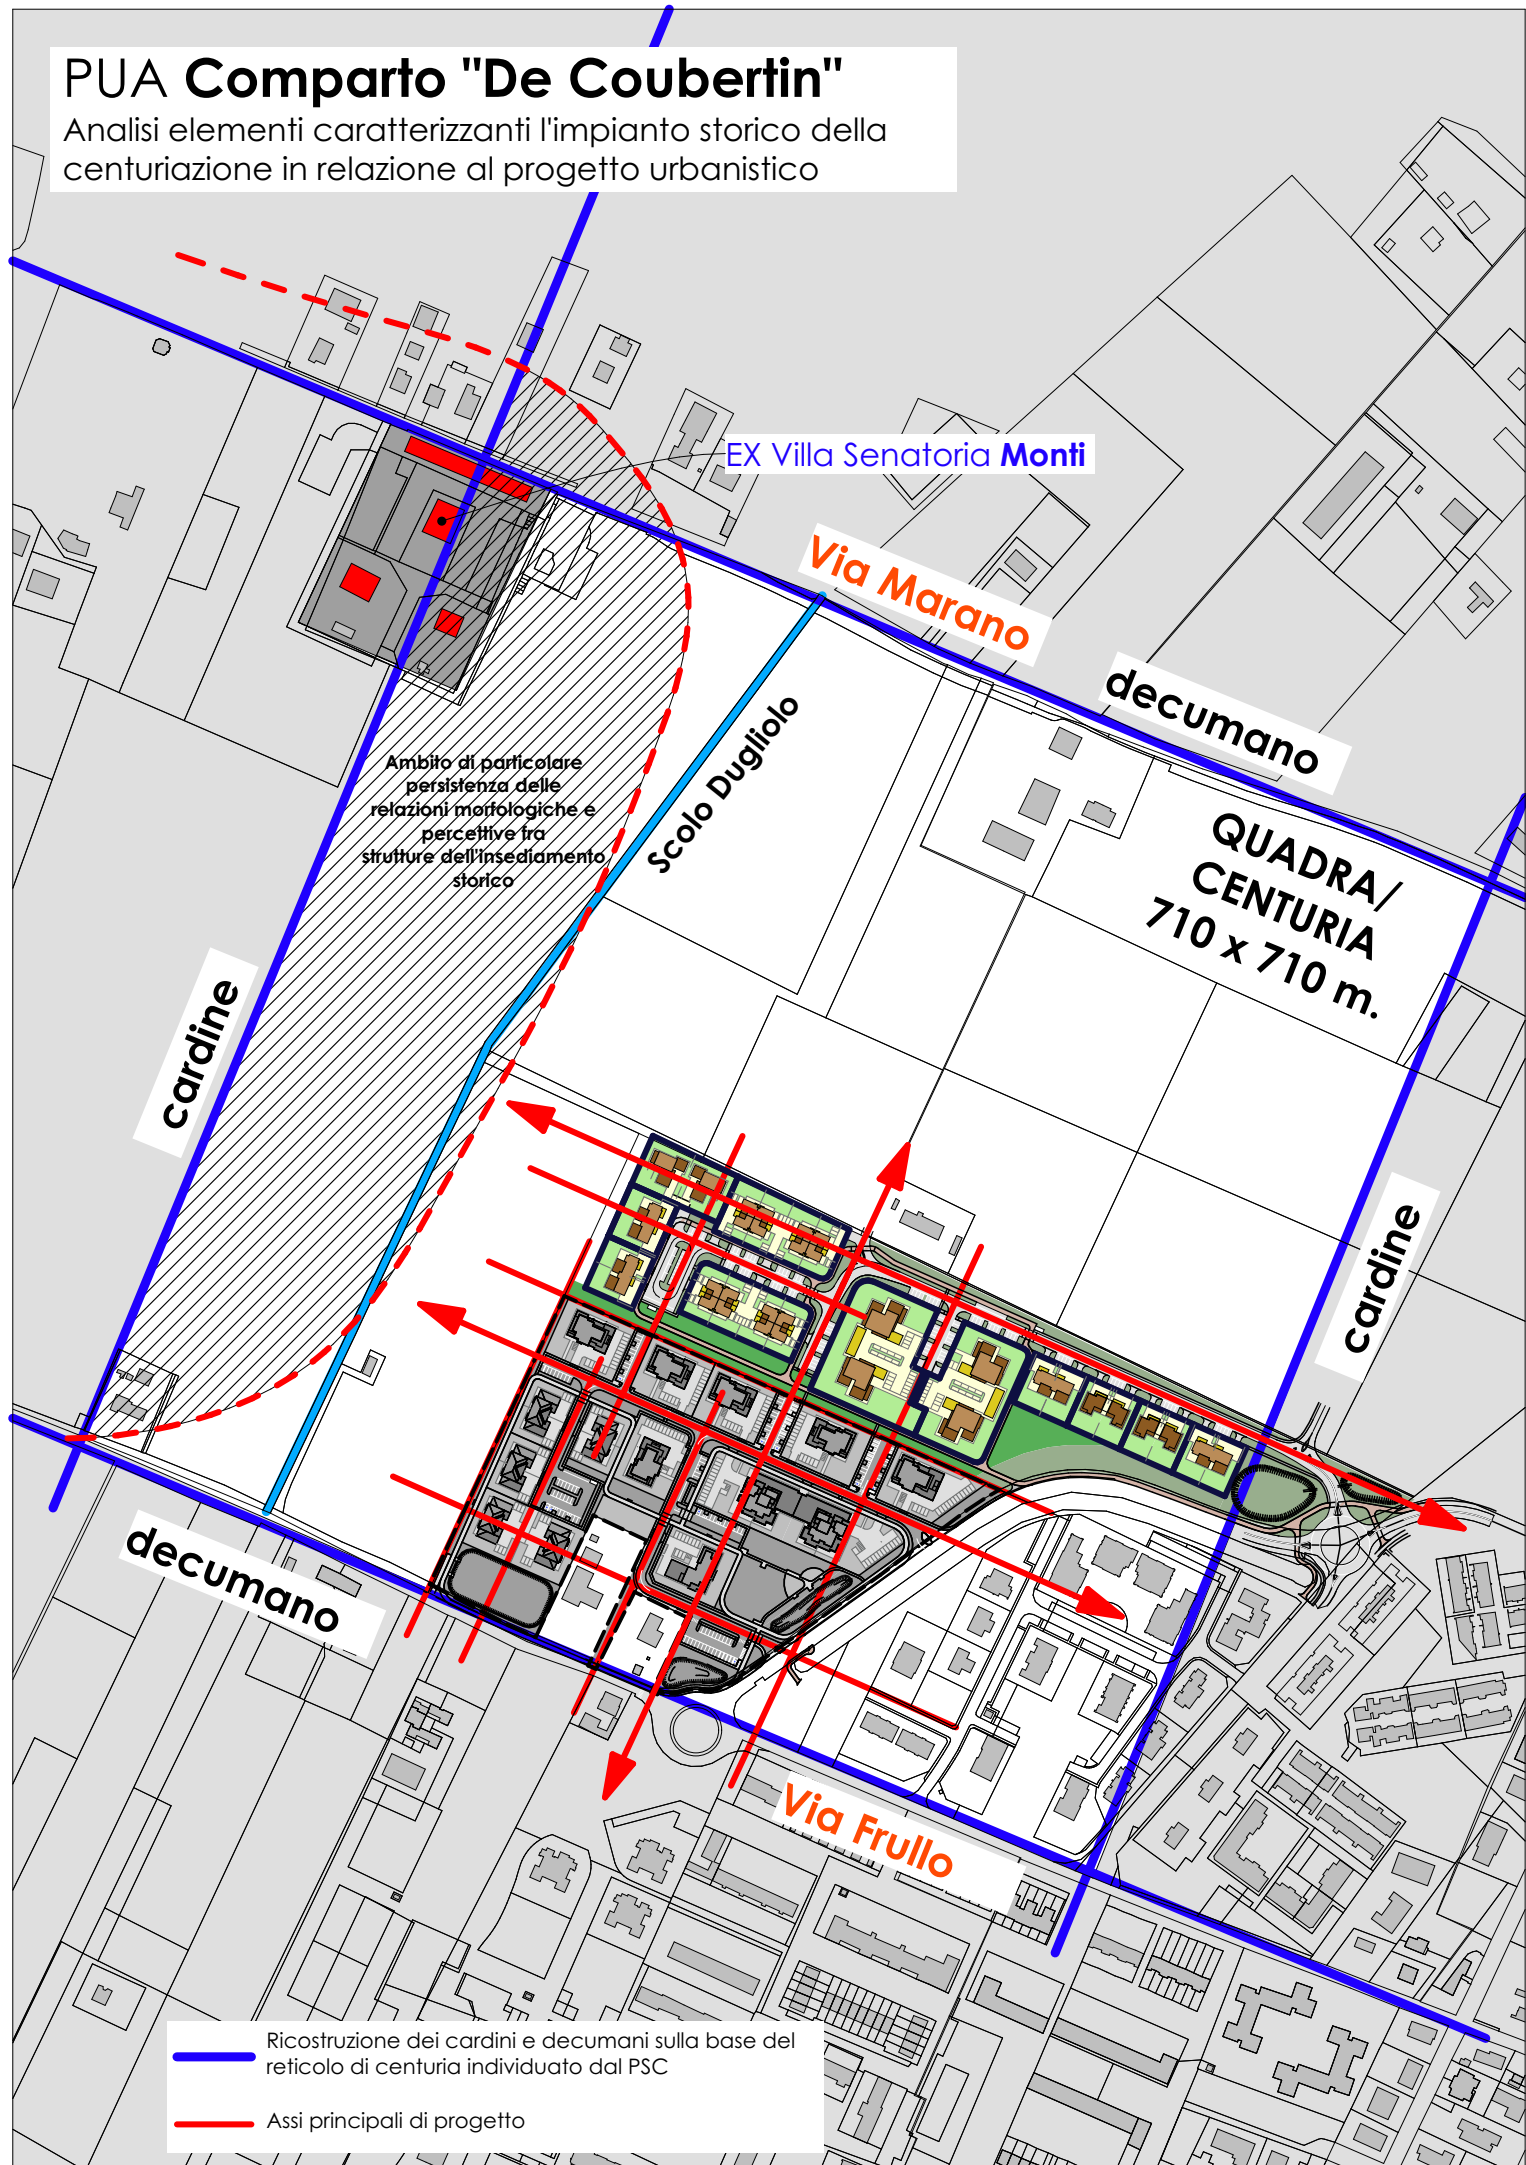 PUA Comparto "De Coubertin"
Analisi elementi caratterizzanti l'impianto storico della
centuriazione in relazione al progetto urbanistico
EX Villa Senatoria Monti
Via Marano
decumano
Scolo Dugliolo
Ambito di particolare
persistenza delle
relazioni morfologiche e
percettive fra
strutture dell'insediamento
storico
QUADRA/
CENTURIA
710 x 710 m.
cardine
cardine
decumano
Via Frullo
Ricostruzione dei cardini e decumani sulla base del
reticolo di centuria individuato dal PSC
Assi principali di progetto